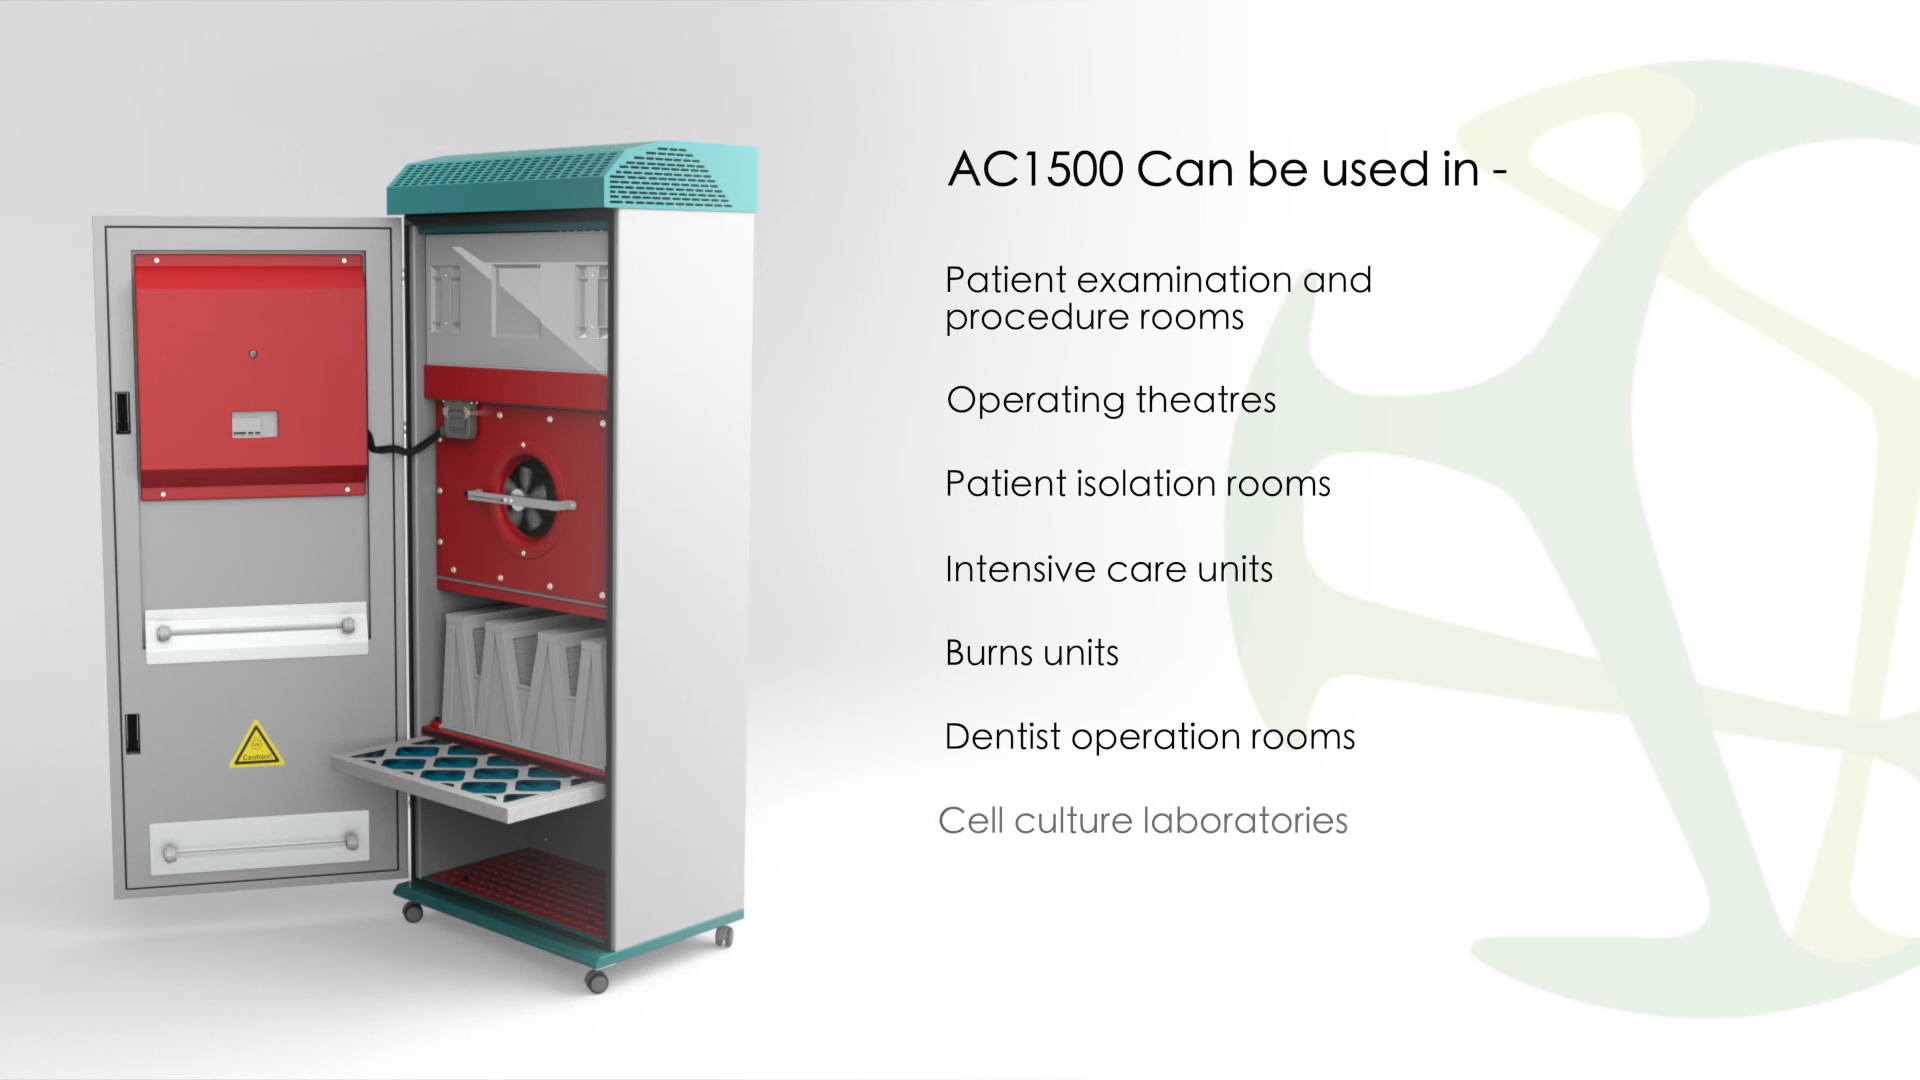 AC1500 Can be used in -
Patient examination and
procedure rooms
Operating theatres
Patient isolation rooms
Intensive care units
Burns units
Dentist operation rooms
Cell culture laboratories
Caution!